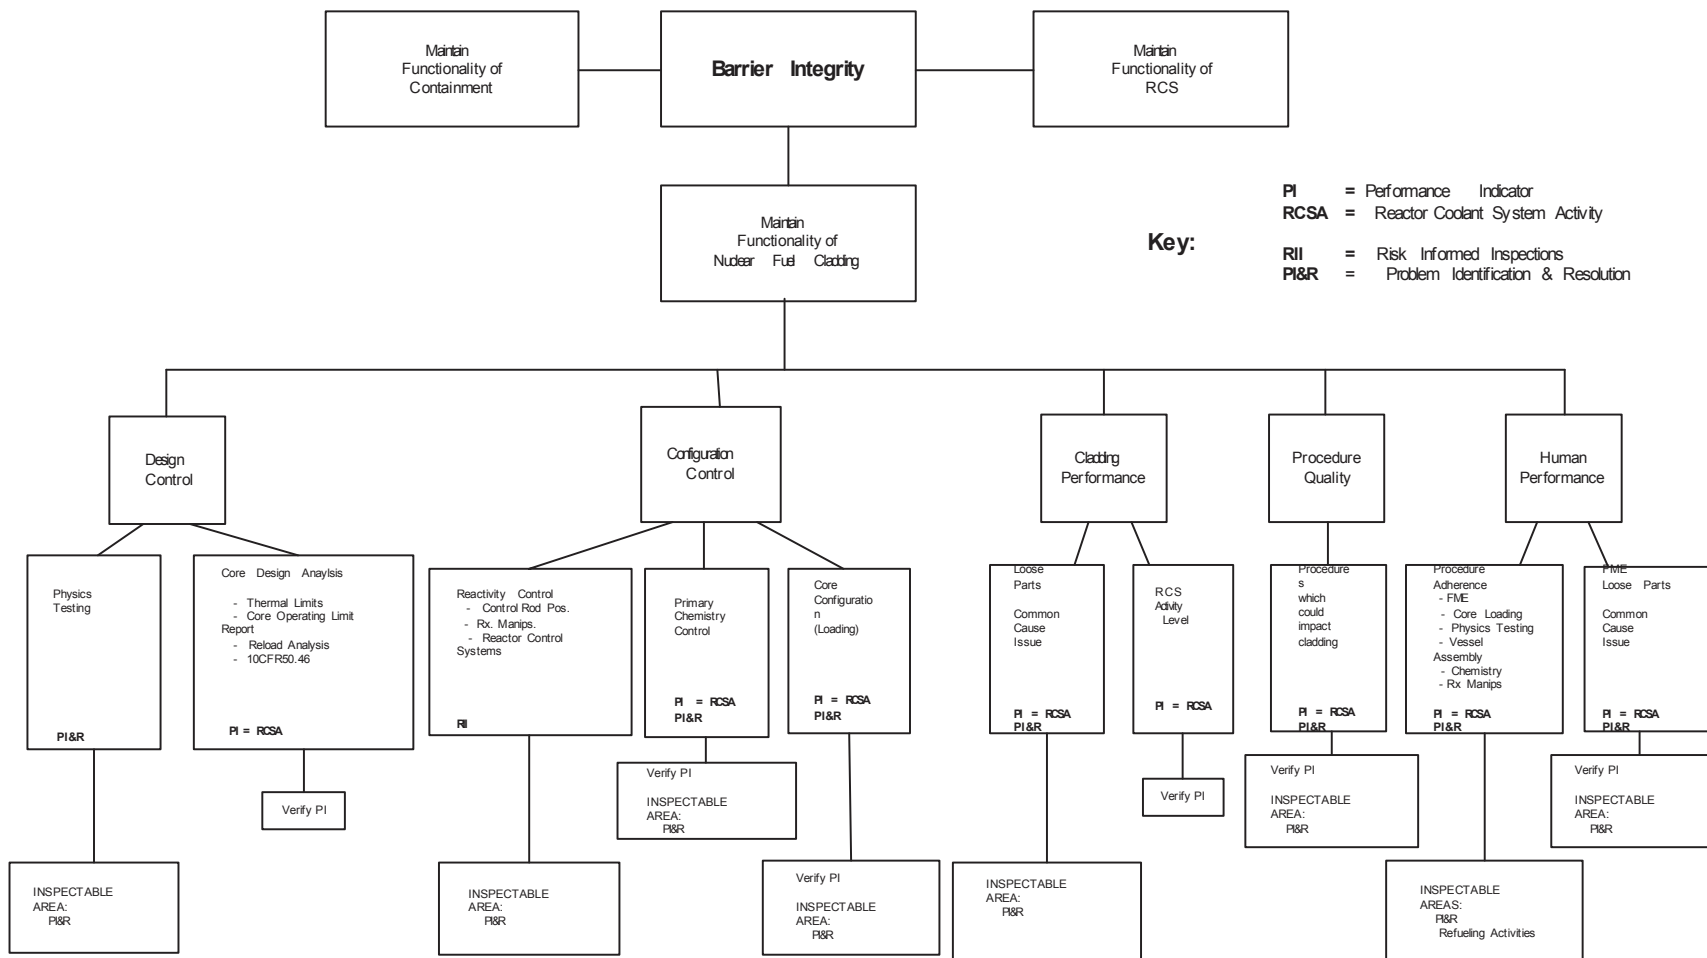 Maintain
Functionality of
Containment
Barrier Integrity
Maintain
Functionality of
RCS
Maintain
Functionality of
Nuclear Fuel Cladding
Key:
PI = Performance Indicator
RCSA = Reactor Coolant System Activity
RII = Risk Informed Inspections
PI&R = Problem Identification & Resolution
Design
Control
Configuration
Control
Cladding
Performance
Procedure
Quality
Human
Performance
Physics
Testing
PI&R
Core Design Anaylsis
- Thermal Limits
- Core Operating Limit
Report
- Reload Analysis
- 10CFR50.46
PI = RCSA
Reactivity Control
- Control Rod Pos.
- Rx. Manips.
- Reactor Control
Systems
RII
Primary
Chemistry
Control
PI = RCSA
PI&R
Core
Configuratio
n
(Loading)
PI = RCSA
PI&R
Loose
Parts
Common
Cause
Issue
PI = RCSA
PI&R
RCS
Activity
Level
PI = RCSA
Procedure
s
which
could
impact
cladding
PI = RCSA
PI&R
Procedure
Adherence
- FME
- Core Loading
- Physics Testing
- Vessel
Assembly
- Chemistry
- Rx Manips
PI = RCSA
PI&R
FME
Loose Parts
Common
Cause
Issue
PI = RCSA
PI&R
INSPECTABLE
AREA:
PI&R
Verify PI
INSPECTABLE
AREA:
PI&R
Verify PI
INSPECTABLE
AREA:
PI&R
Verify PI
INSPECTABLE
AREA:
PI&R
INSPECTABLE
AREA:
PI&R
Verify PI
Verify PI
INSPECTABLE
AREA:
PI&R
INSPECTABLE
AREAS:
PI&R
Refueling Activities
Verify PI
INSPECTABLE
AREA:
PI&R